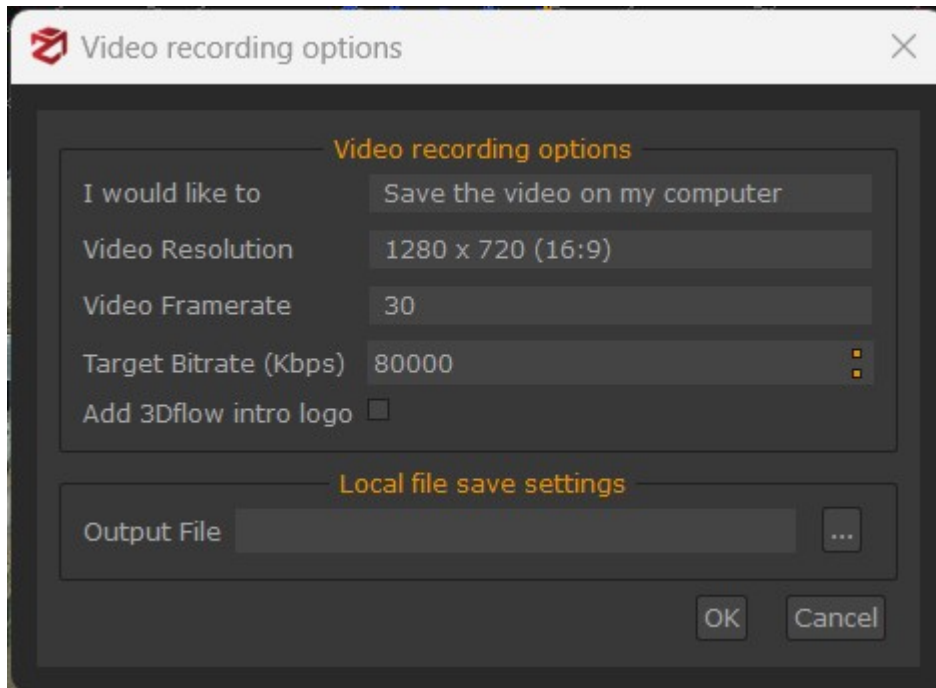 Video recording options
Video recording options
I would like to Save the video on my computer
Video Resolution 1280 x 720 (16:9)
Video Framerate 30
Target Bitrate (Kbps) 80000
Add 3Dflow intro logo
Local file save settings
Output File ...
OK Cancel